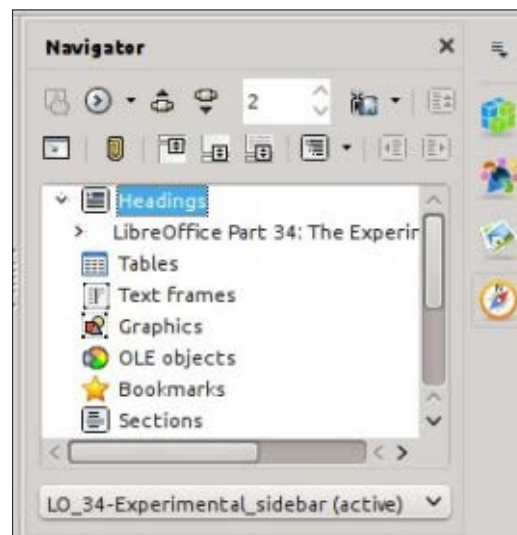 Navigator
2
Headings
LibreOffice Part 34: The Experir
Tables
Text frames
Graphics
OLE objects
Bookmarks
Sections
LO_34-Experimental_sidebar (active)
N